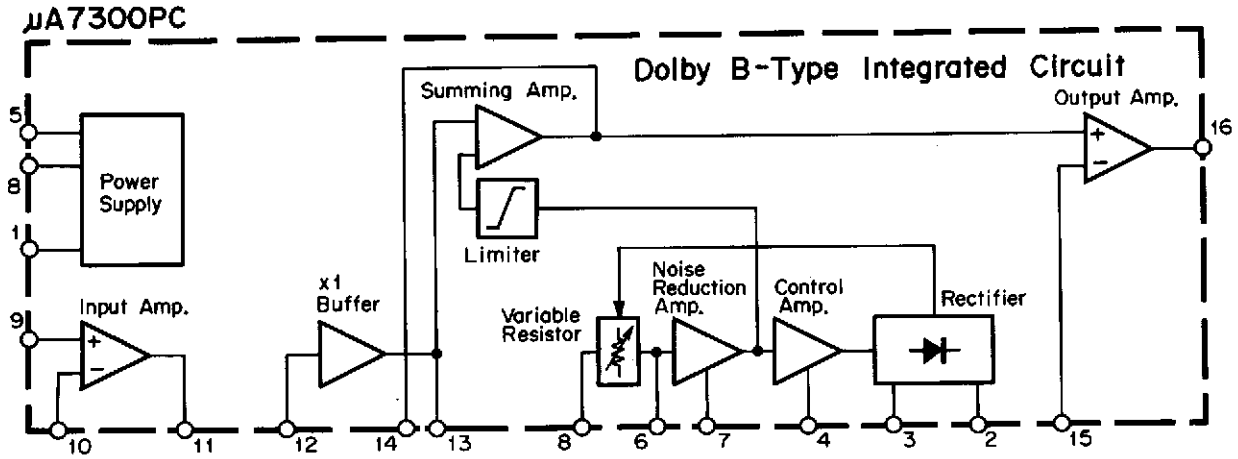 μA7300PC
Dolby B-Type Integrated Circuit
Summing Amp.
Output Amp.
5
8
1
9
Power
Supply
16
Limiter
x1
Buffer
Input Amp.
Noise
Reduction
Amp.
Control
Amp.
Rectifier
Variable
Resistor
+
−
+
−
10
11
12
14
13
8
6
7
4
3
2
15